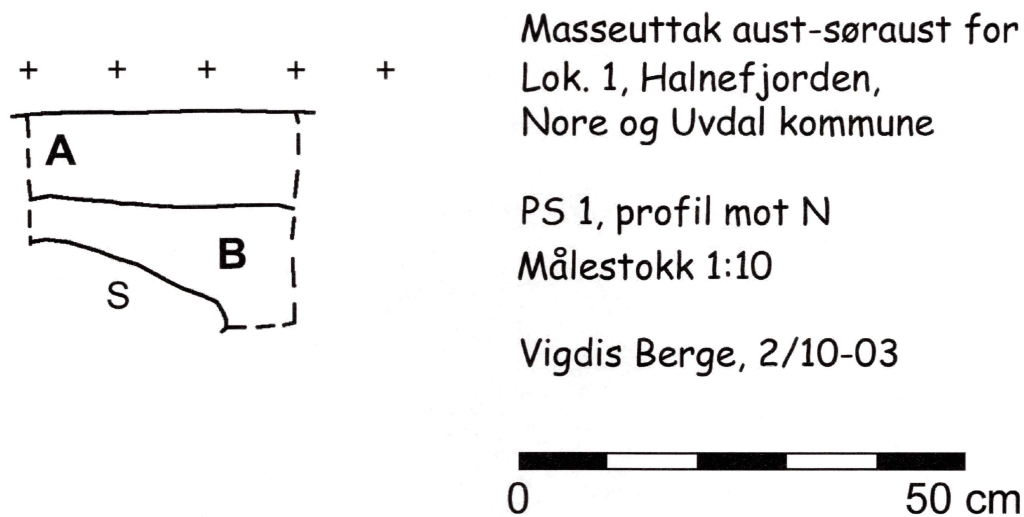 Masseuttak aust-søraust for
Lok. 1, Halnefjorden,
Nore og Uvdal kommune
PS 1, profil mot N
Målestokk 1:10
Vigdis Berge, 2/10-03
A
B
S
0 50 cm